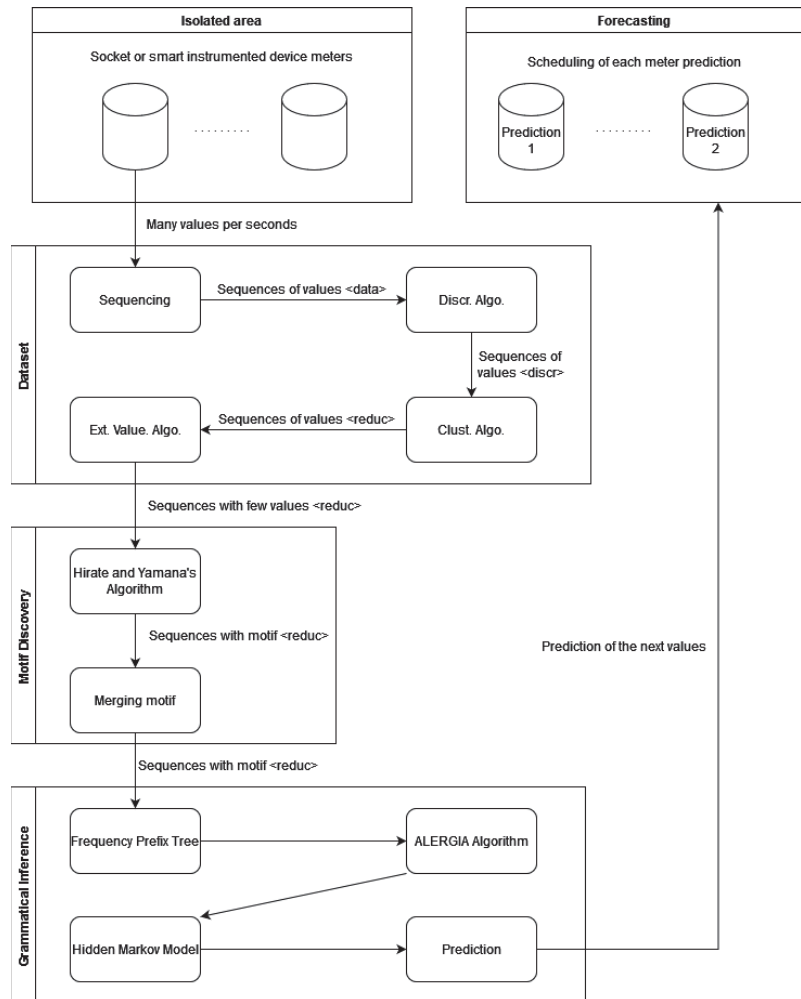 Isolated area
Socket or smart instrumented device meters
.........
Forecasting
Scheduling of each meter prediction
Prediction
1
.........
Prediction
2
Many values per seconds
Dataset
Sequencing
Sequences of values <data>
Discr. Algo.
Sequences of
values <discr>
Ext. Value. Algo.
Sequences of values <reduc>
Clust. Algo.
Sequences with few values <reduc>
Motif Discovery
Hirate and Yamana's
Algorithm
Sequences with motif <reduc>
Merging motif
Prediction of the next values
Sequences with motif <reduc>
Grammatical Inference
Frequency Prefix Tree
ALERGIA Algorithm
Hidden Markov Model
Prediction